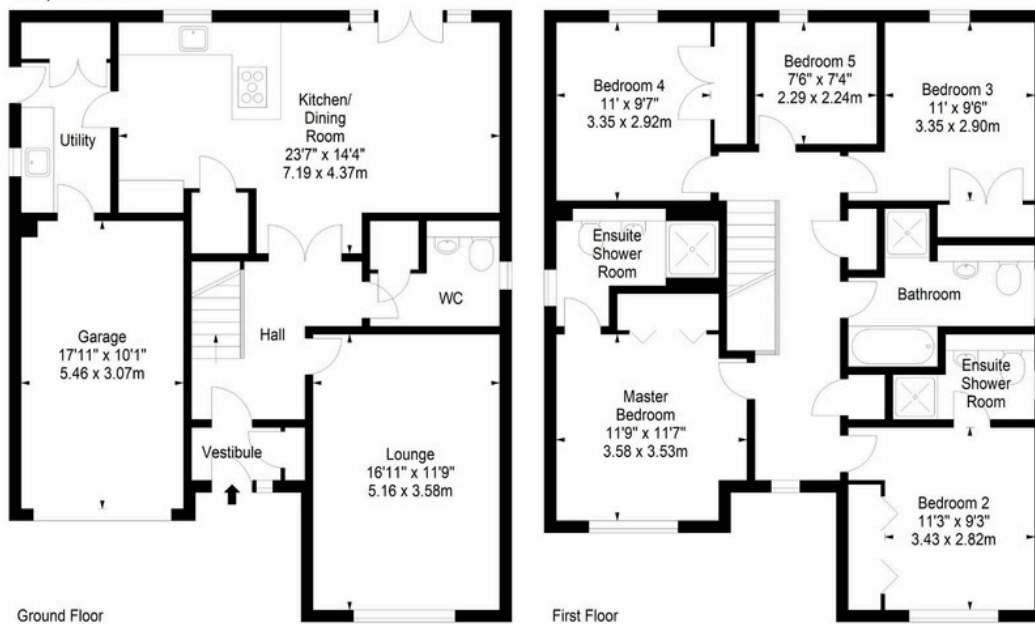 Utility
Kitchen/
Dining
Room
23'7" x 14'4"
7.19 x 4.37m
Garage
17'11" x 10'1"
5.46 x 3.07m
Hall
WC
Vestibule
Lounge
16'11" x 11'9"
5.16 x 3.58m
Ground Floor
Bedroom 4
11' x 9'7"
3.35 x 2.92m
Bedroom 5
7'6" x 7'4"
2.29 x 2.24m
Bedroom 3
11' x 9'6"
3.35 x 2.90m
Ensuite
Shower
Room
Bathroom
Ensuite
Shower
Room
Master
Bedroom
11'9" x 11'7"
3.58 x 3.53m
Bedroom 2
11'3" x 9'3"
3.43 x 2.82m
First Floor